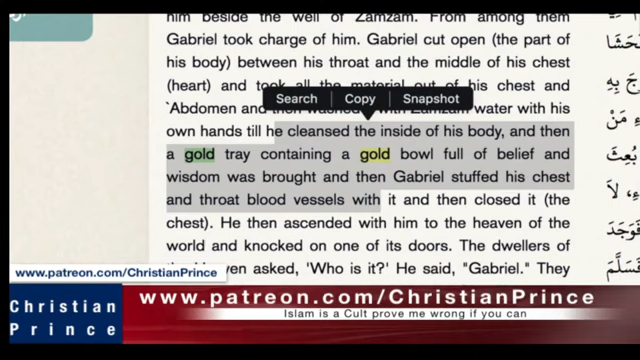 him beside the well of Zamzam. From among them
Gabriel took charge of him. Gabriel cut open (the part of
his body) between his throat and the middle of his chest
(heart) and took all the material out of his chest and
`Abdomen and then washed with Zamzam water with his
Search Copy Snapshot
own hands till he cleansed the inside of his body, and then
a gold tray containing a gold bowl full of belief and
wisdom was brought and then Gabriel stuffed his chest
and throat blood vessels with it and then closed it (the
chest). He then ascended with him to the heaven of the
world and knocked on one of its doors. The dwellers of
asked, 'Who is it?' He said, "Gabriel." They
www.patreon.com/ChristianPrince
Christian
Prince
www.patreon.com/ChristianPrince
Islam is a Cult prove me wrong if you can